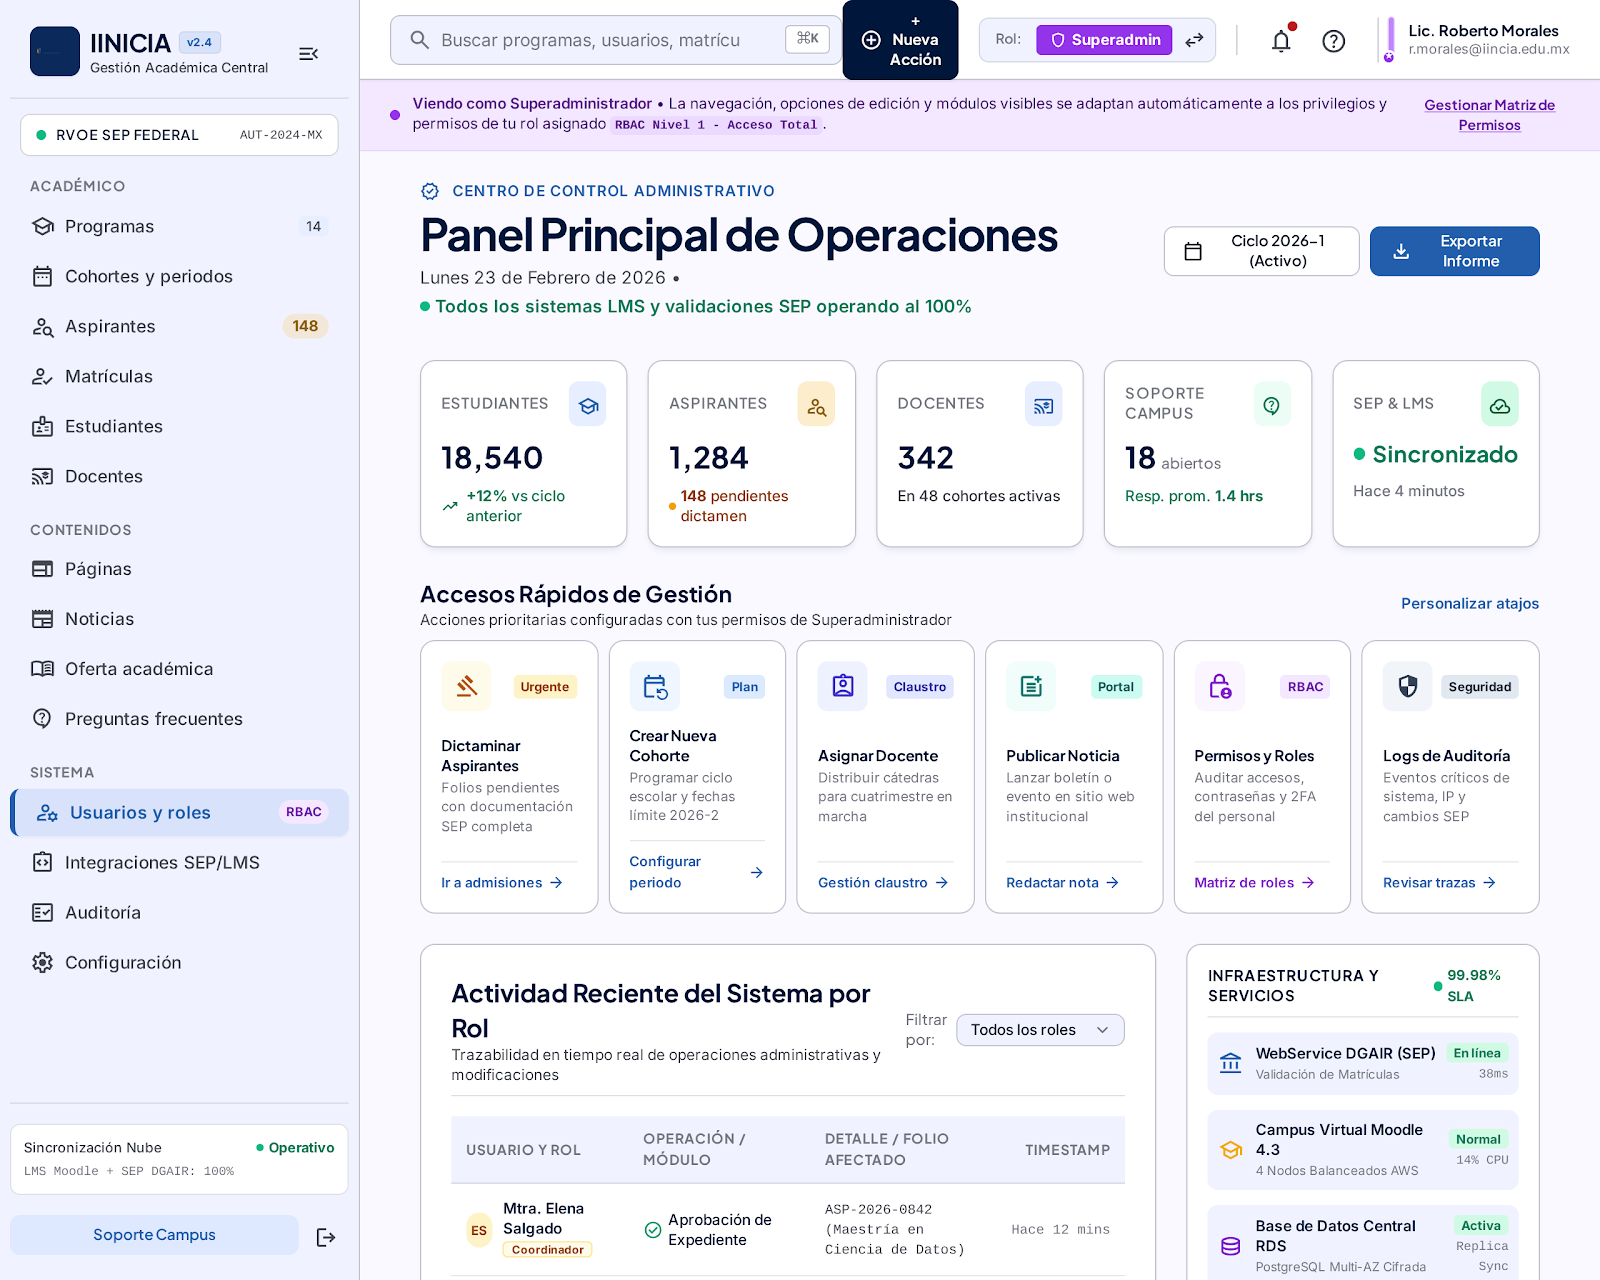 IINICIA v2.4
Gestión Académica Central
RVOE SEP FEDERAL AUT-2024-MX
ACADÉMICO
Programas 14
Cohortes y periodos
Aspirantes 148
Matrículas
Estudiantes
Docentes
CONTENIDOS
Páginas
Noticias
Oferta académica
Preguntas frecuentes
SISTEMA
Usuarios y roles RBAC
Integraciones SEP/LMS
Auditoría
Configuración
Sincronización Nube Operativo
LMS Moodle + SEP DGAIR: 100%
Soporte Campus
Buscar programas, usuarios, matrícu ⌘K
+
Nueva
Acción
Rol: Superadmin
Lic. Roberto Morales
r.morales@iincia.edu.mx
Viendo como Superadministrador • La navegación, opciones de edición y módulos visibles se adaptan automáticamente a los privilegios y
permisos de tu rol asignado RBAC Nivel 1 - Acceso Total .
Gestionar Matriz de
Permisos
CENTRO DE CONTROL ADMINISTRATIVO
Panel Principal de Operaciones
Lunes 23 de Febrero de 2026 •
Todos los sistemas LMS y validaciones SEP operando al 100%
Ciclo 2026-1
(Activo)
Exportar
Informe
ESTUDIANTES
18,540
+12% vs ciclo
anterior
ASPIRANTES
1,284
148 pendientes
dictamen
DOCENTES
342
En 48 cohortes activas
SOPORTE
CAMPUS
18 abiertos
Resp. prom. 1.4 hrs
SEP & LMS
Sincronizado
Hace 4 minutos
Accesos Rápidos de Gestión
Acciones prioritarias configuradas con tus permisos de Superadministrador
Personalizar atajos
Urgente
Dictaminar
Aspirantes
Folios pendientes
con documentación
SEP completa
Ir a admisiones
Plan
Crear Nueva
Cohorte
Programar ciclo
escolar y fechas
límite 2026-2
Configurar
periodo
Claustro
Asignar Docente
Distribuir cátedras
para cuatrimestre en
marcha
Gestión claustro
Portal
Publicar Noticia
Lanzar boletín o
evento en sitio web
institucional
Redactar nota
RBAC
Permisos y Roles
Auditar accesos,
contraseñas y 2FA
del personal
Matriz de roles
Seguridad
Logs de Auditoría
Eventos críticos de
sistema, IP y
cambios SEP
Revisar trazas
Actividad Reciente del Sistema por
Rol
Trazabilidad en tiempo real de operaciones administrativas y
modificaciones
Filtrar
por:
Todos los roles
USUARIO Y ROL
OPERACIÓN /
MÓDULO
DETALLE / FOLIO
AFECTADO
TIMESTAMP
ES
Mtra. Elena
Salgado
Coordinador
Aprobación de
Expediente
ASP-2026-0842
(Maestría en
Ciencia de Datos)
Hace 12 mins
INFRAESTRUCTURA Y
SERVICIOS
99.98%
SLA
WebService DGAIR (SEP) En línea
Validación de Matrículas 38ms
Campus Virtual Moodle
4.3
4 Nodos Balanceados AWS
Normal
14% CPU
Base de Datos Central
RDS
PostgreSQL Multi-AZ Cifrada
Activa
Replica
Sync